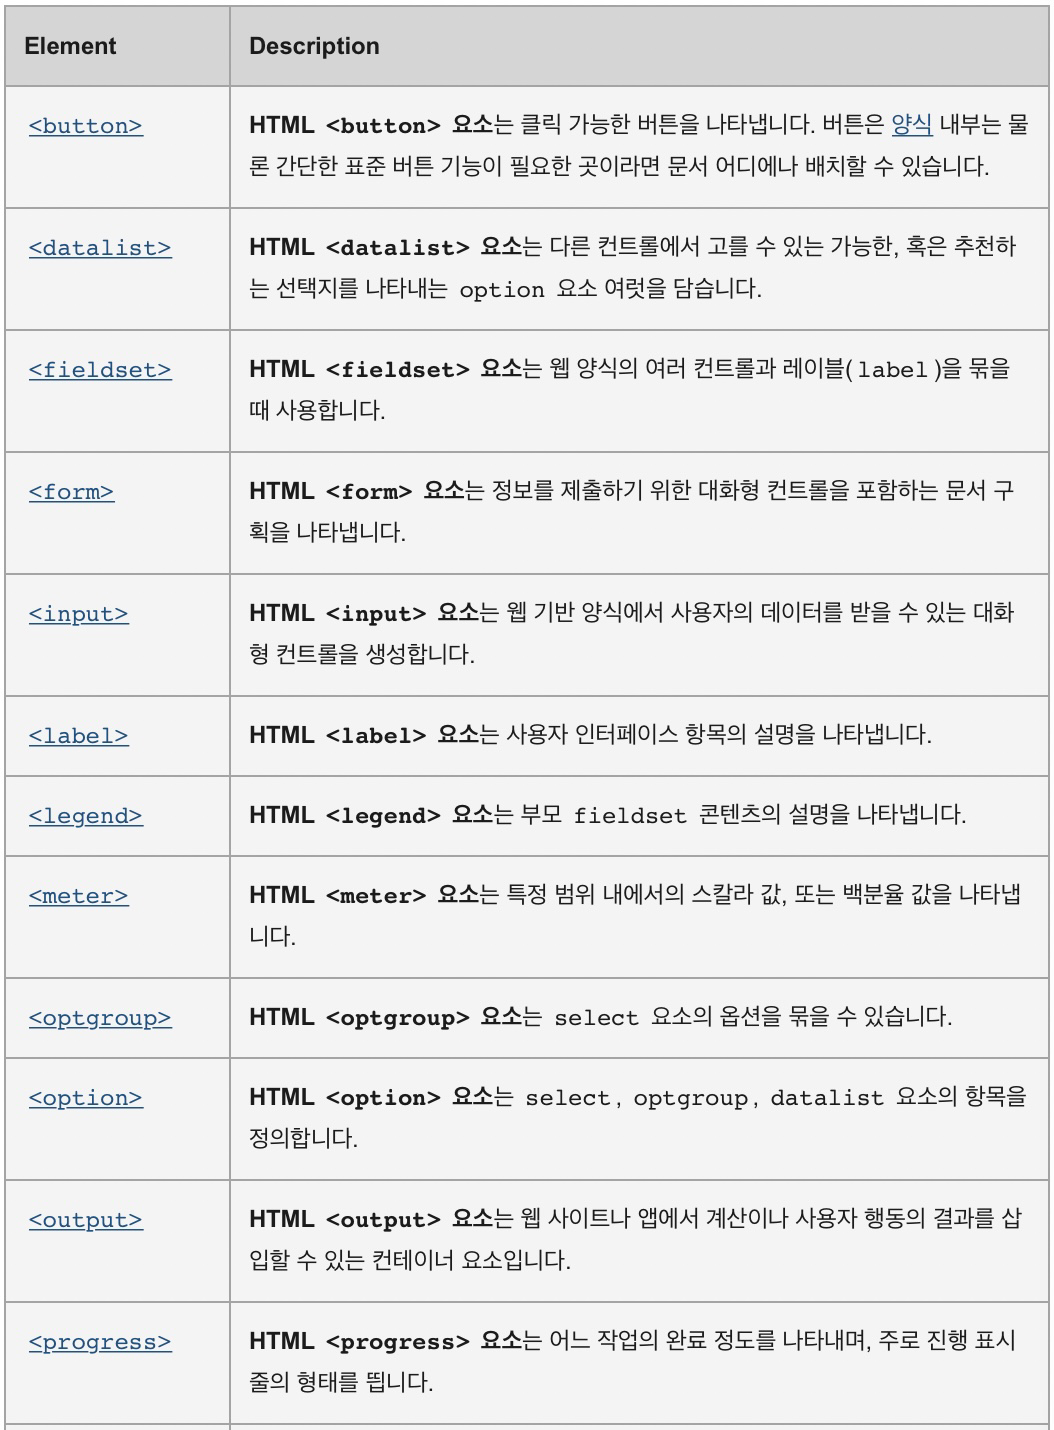 Element Description
<button> HTML <button> 요소는 클릭 가능한 버튼을 나타냅니다. 버튼은 양식 내부는 물
론 간단한 표준 버튼 기능이 필요한 곳이라면 문서 어디에나 배치할 수 있습니다.
<datalist> HTML <datalist> 요소는 다른 컨트롤에서 고를 수 있는 가능한, 혹은 추천하
는 선택지를 나타내는 option 요소 여럿을 담습니다.
<fieldset> HTML <fieldset> 요소는 웹 양식의 여러 컨트롤과 레이블(label)을 묶을
때 사용합니다.
<form> HTML <form> 요소는 정보를 제출하기 위한 대화형 컨트롤을 포함하는 문서 구
획을 나타냅니다.
<input> HTML <input> 요소는 웹 기반 양식에서 사용자의 데이터를 받을 수 있는 대화
형 컨트롤을 생성합니다.
<label> HTML <label> 요소는 사용자 인터페이스 항목의 설명을 나타냅니다.
<legend> HTML <legend> 요소는 부모 fieldset 콘텐츠의 설명을 나타냅니다.
<meter> HTML <meter> 요소는 특정 범위 내에서의 스칼라 값, 또는 백분율 값을 나타냅
니다.
<optgroup> HTML <optgroup> 요소는 select 요소의 옵션을 묶을 수 있습니다.
<option> HTML <option> 요소는 select, optgroup, datalist 요소의 항목을
정의합니다.
<output> HTML <output> 요소는 웹 사이트나 앱에서 계산이나 사용자 행동의 결과를 삽
입할 수 있는 컨테이너 요소입니다.
<progress> HTML <progress> 요소는 어느 작업의 완료 정도를 나타내며, 주로 진행 표시
줄의 형태를 띕니다.